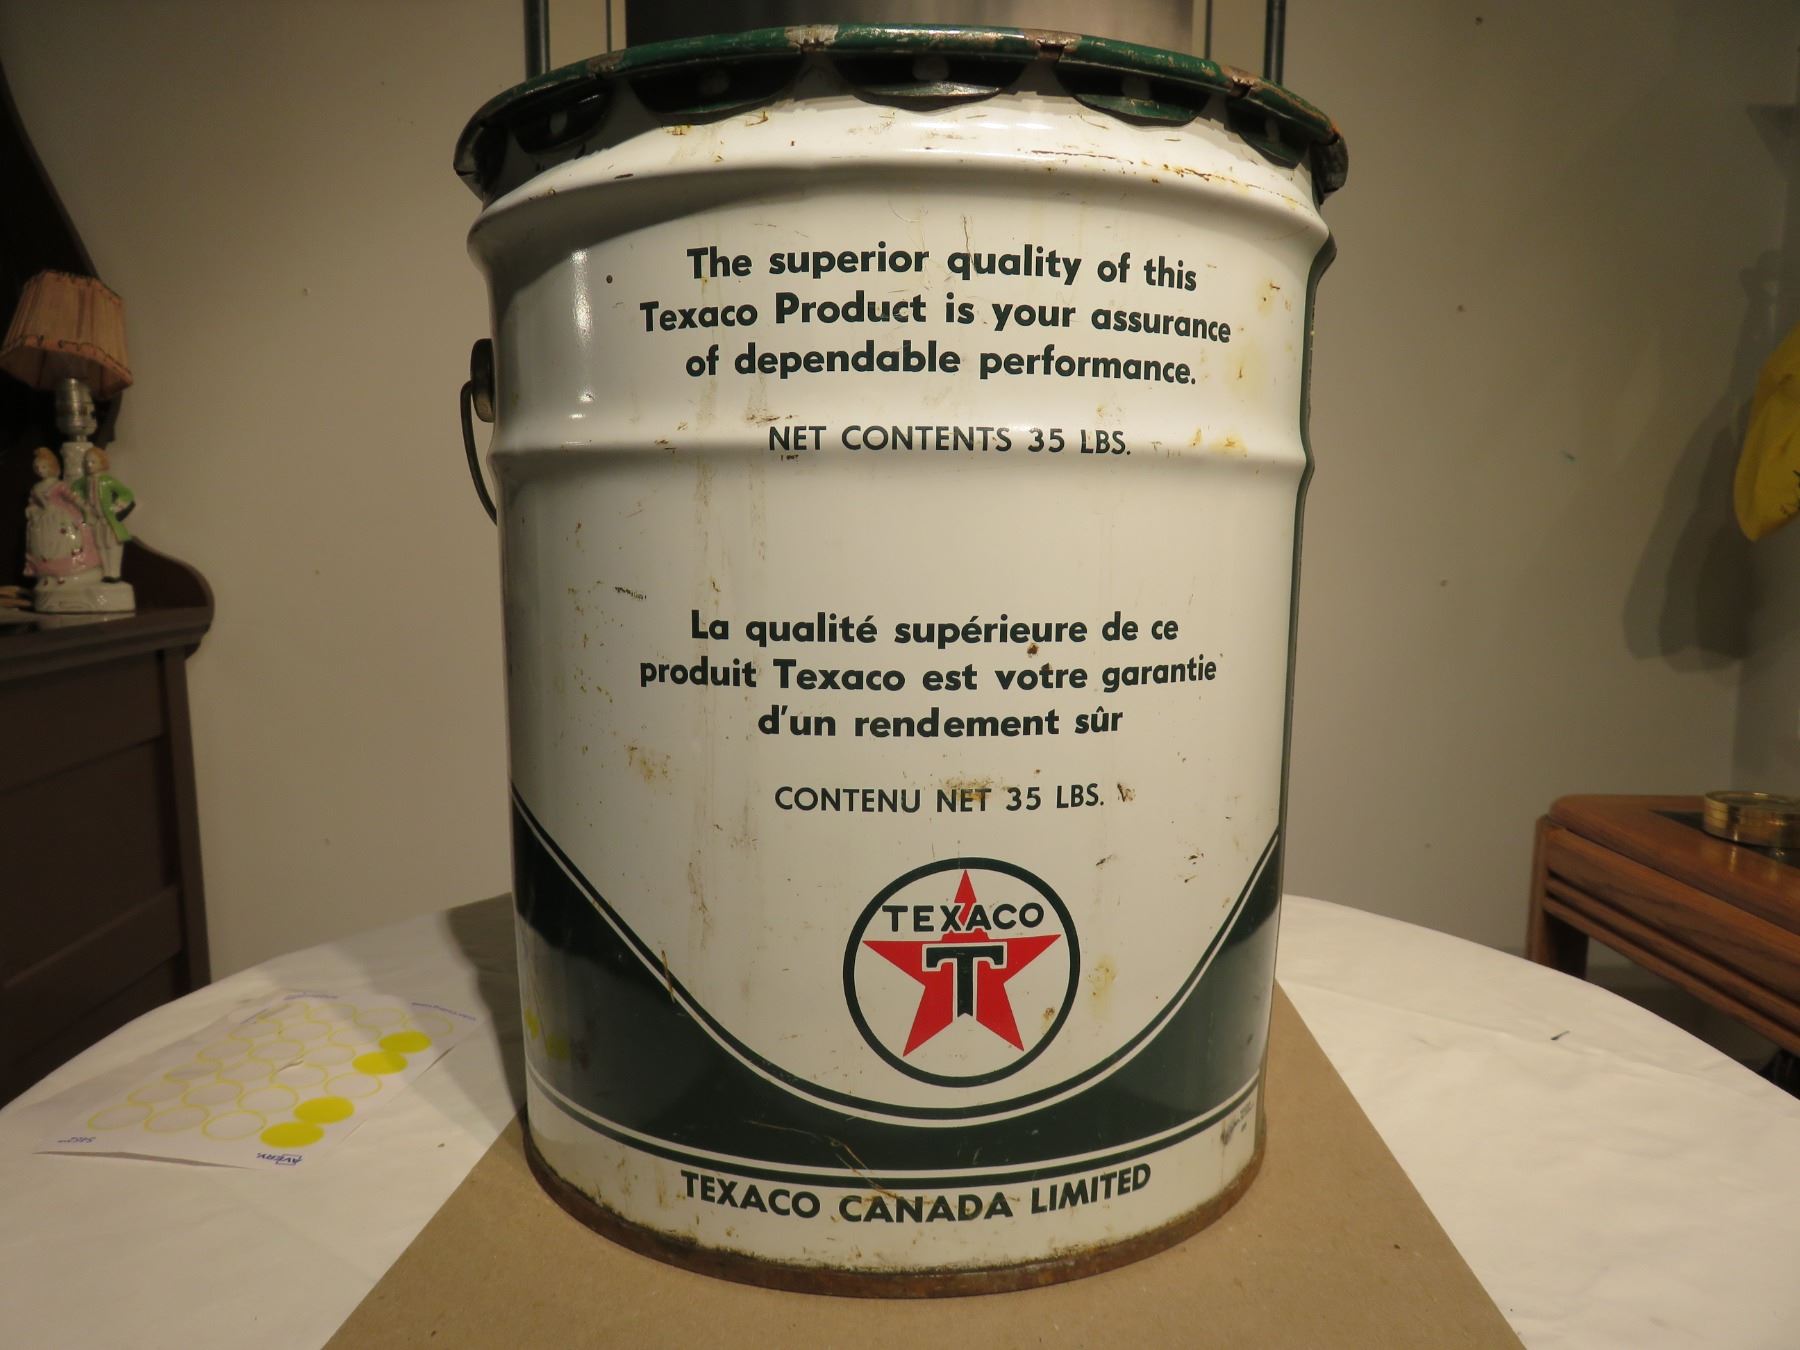 The superior quality of this
Texaco Product is your assurance
of dependable performance.
NET CONTENTS 35 LBS.
La qualité supérieure de ce
produit Texaco est votre garantie
d'un rendement sûr
CONTENU NET 35 LBS.
TEXACO
T
TEXACO CANADA LIMITED
AVERY